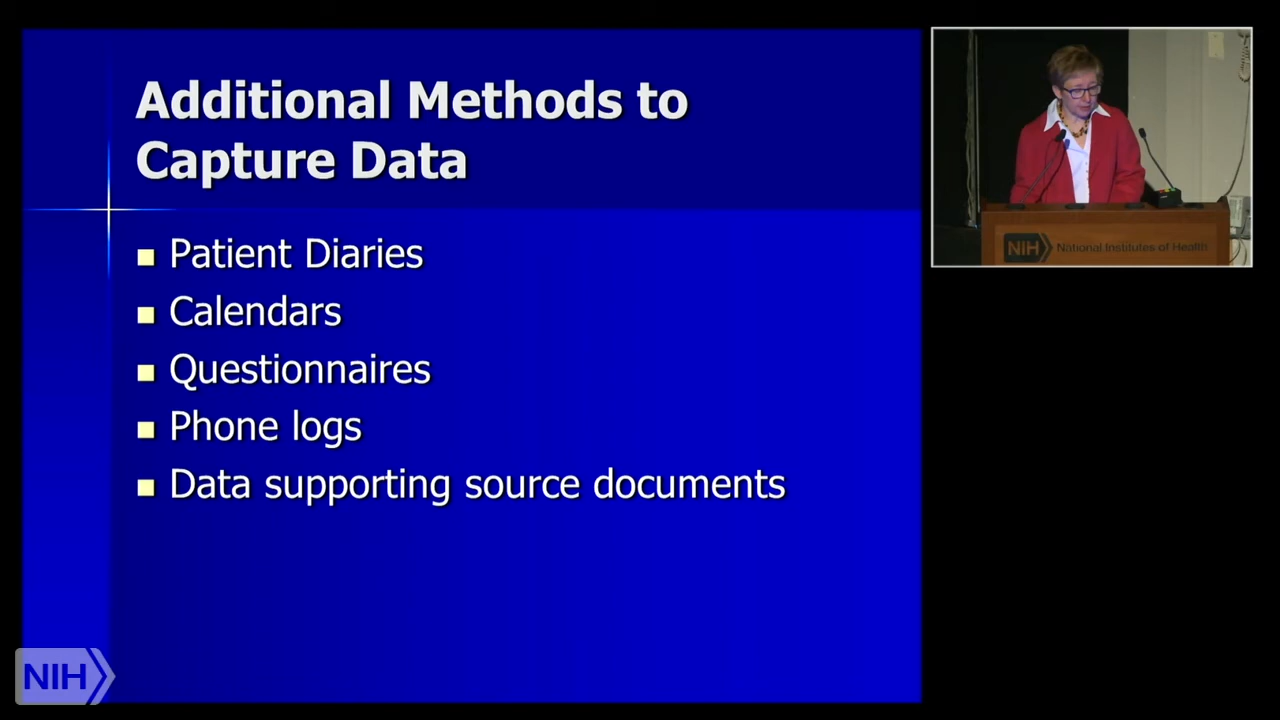 Additional Methods to
Capture Data
Patient Diaries
Calendars
Questionnaires
Phone logs
Data supporting source documents
NIH National Institutes of Health
NIH